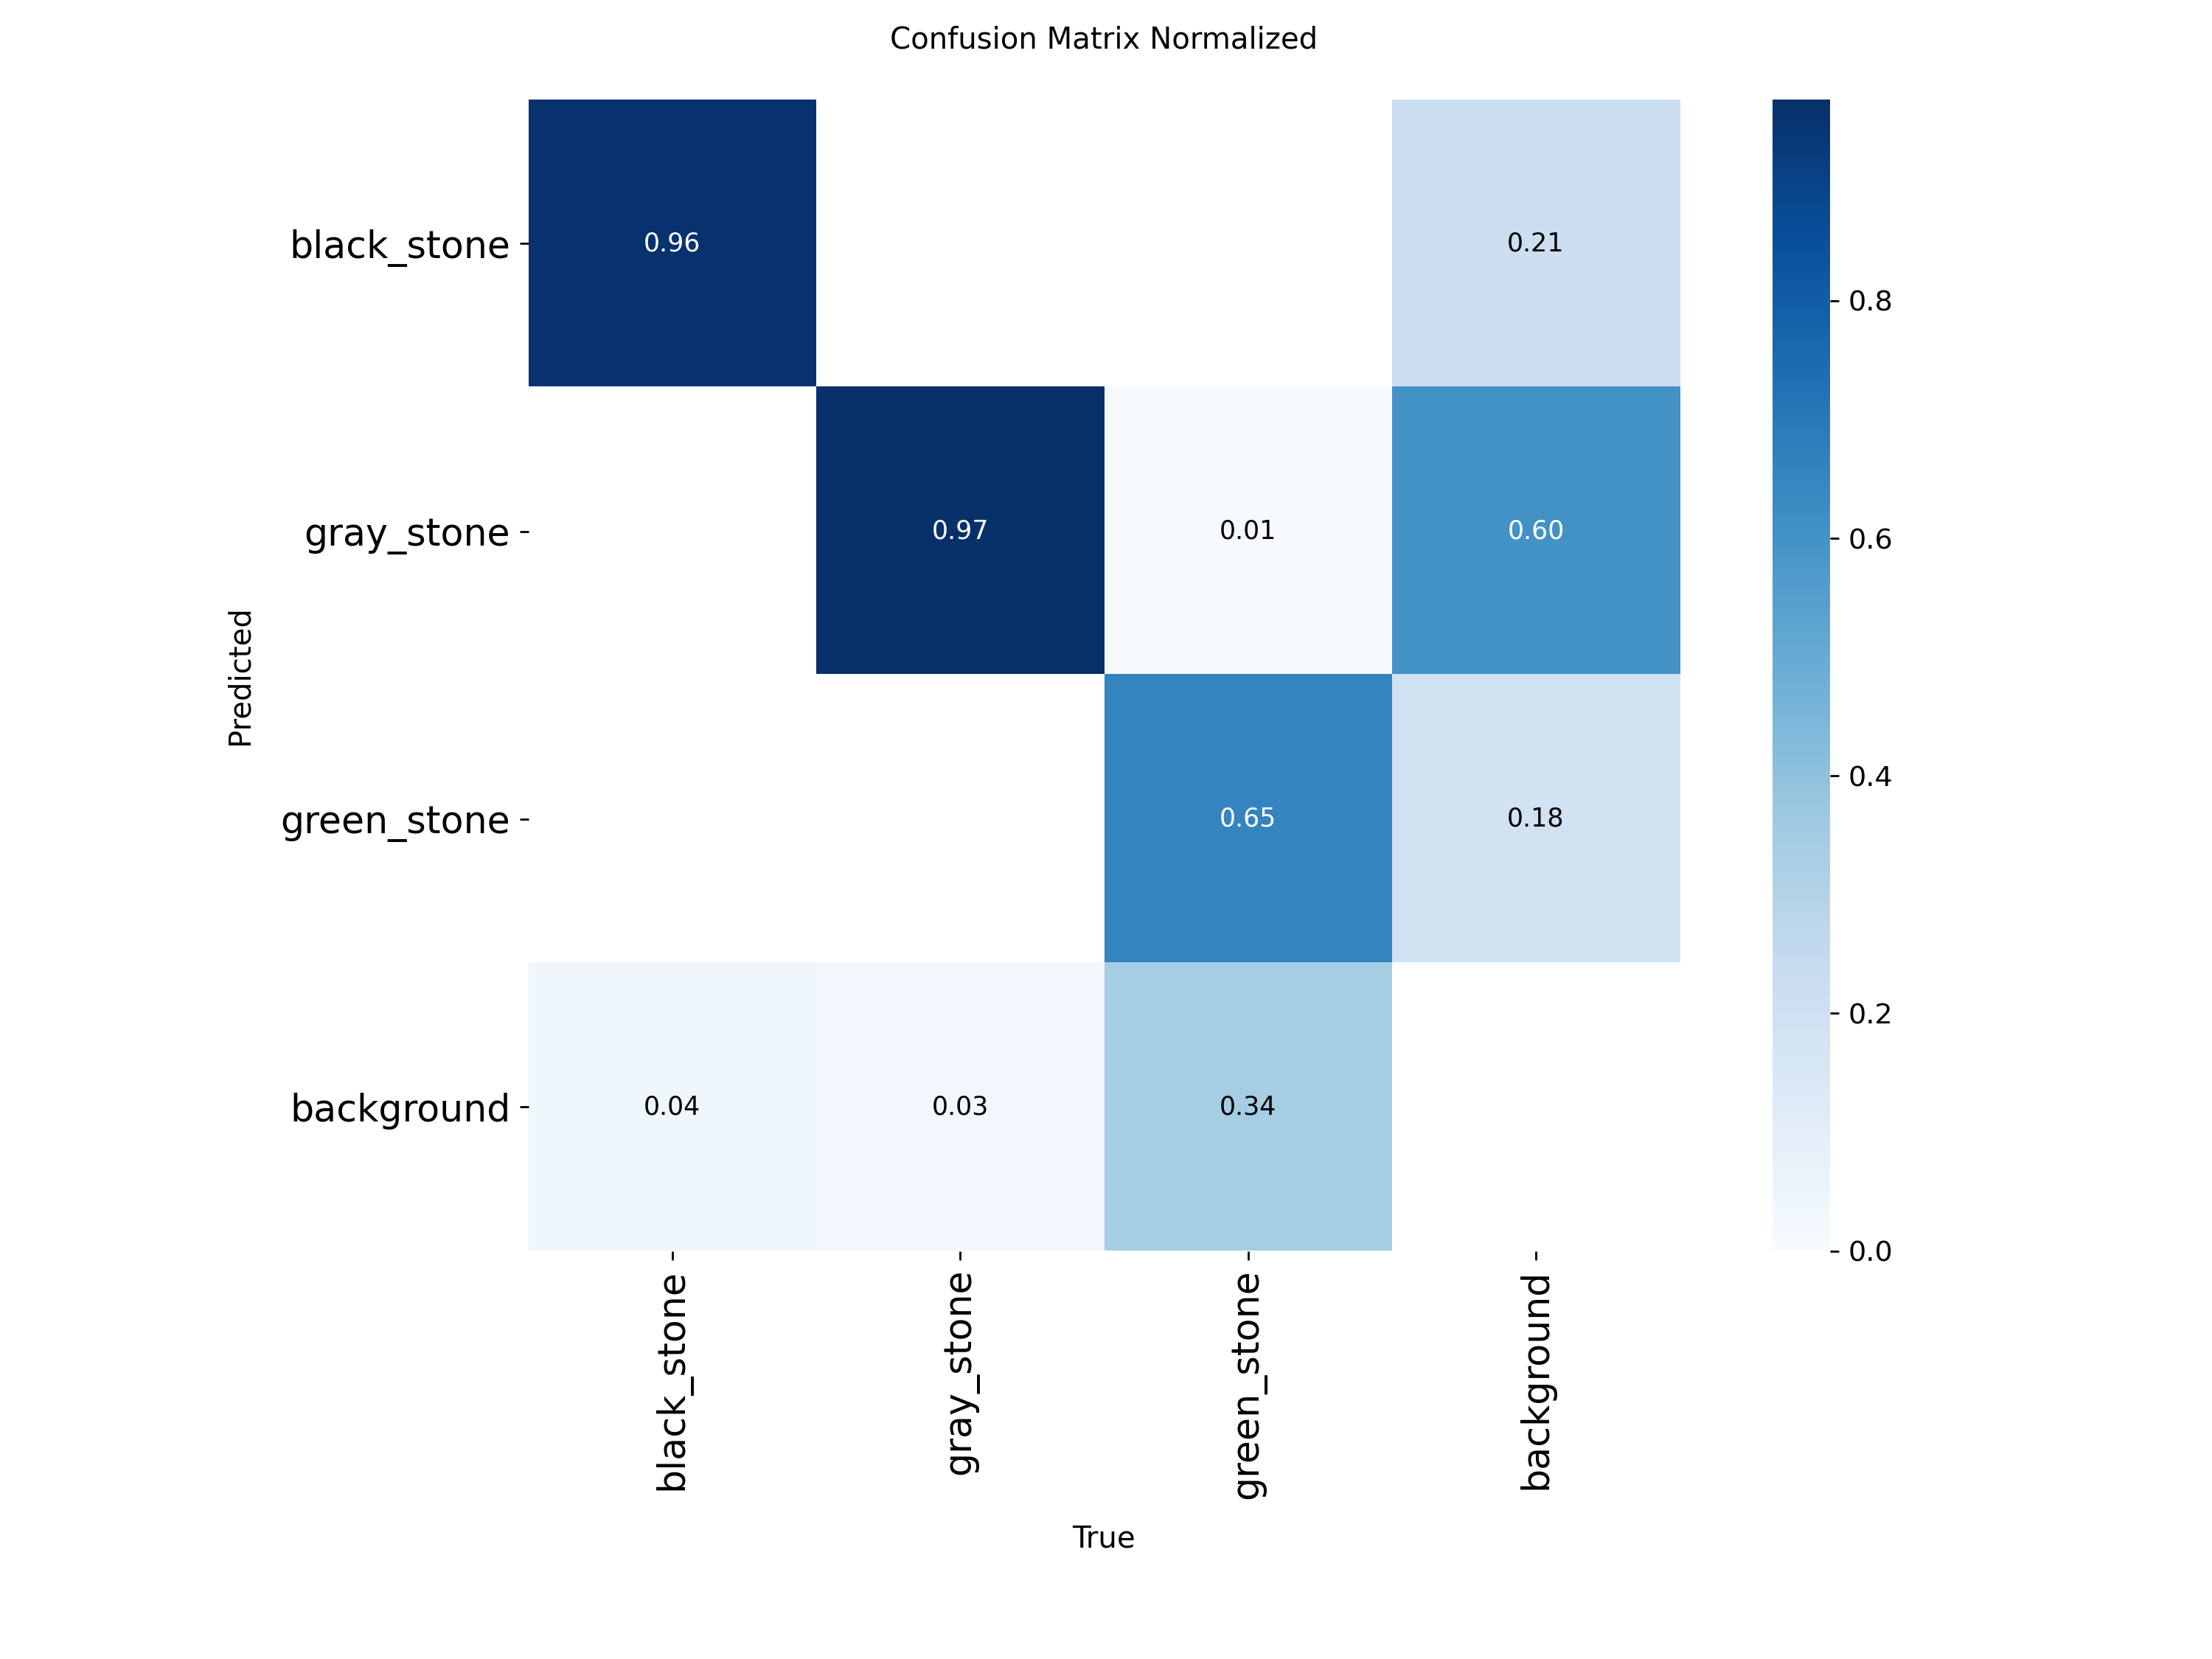 Confusion Matrix Normalized
black_stone
0.96
0.21
0.8
gray_stone
0.97
0.01
0.60
0.6
Predicted
green_stone
0.65
0.18
0.4
background
0.04
0.03
0.34
0.2
0.0
black_stone
gray_stone
green_stone
background
True